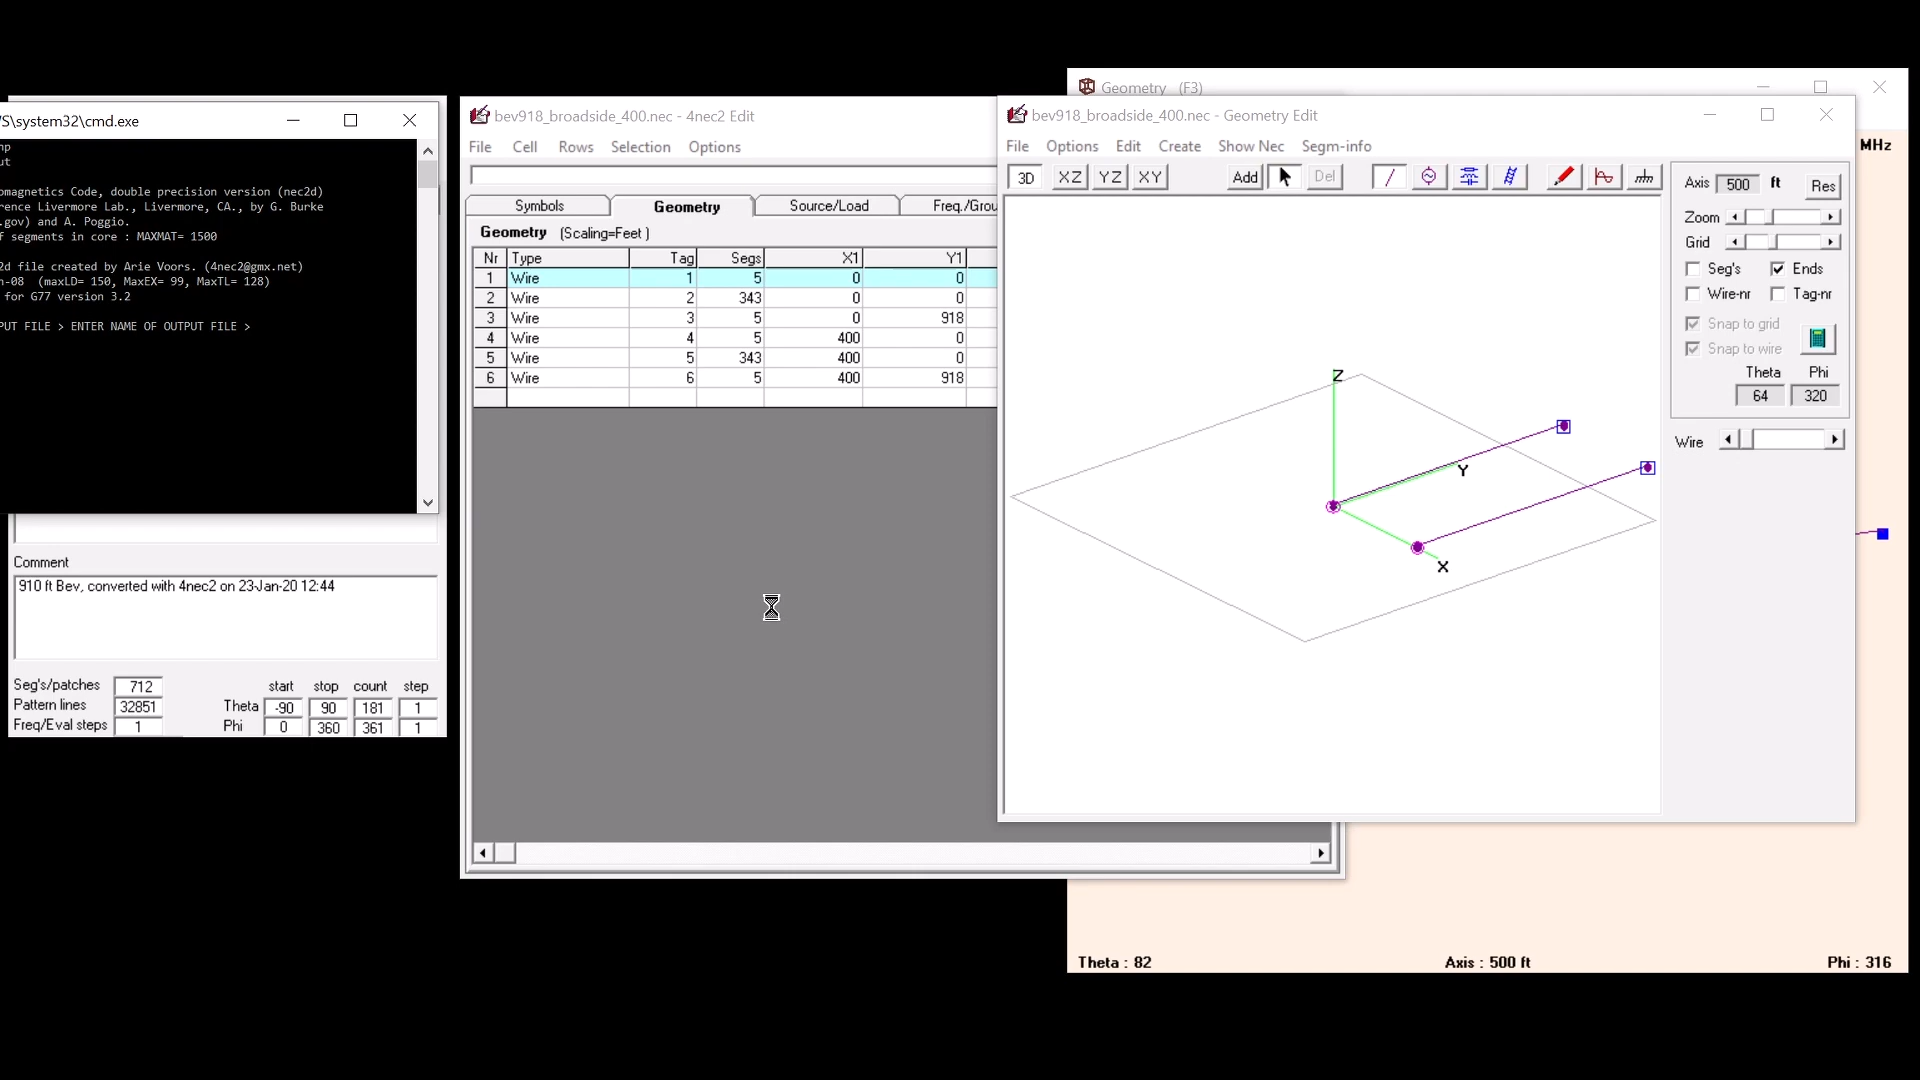 S\system32\cmd.exe
np
ut
omagnetics Code, double precision version (nec2d)
rence Livermore Lab., Livermore, CA., by G. Burke
.gov) and A. Poggio.
f segments in core : MAXMAT= 1500
2d file created by Arie Voors. (4nec2@gmx.net)
n-08  (maxLD= 150, MaxEX= 99, MaxTL= 128)
for G77 version 3.2
PUT FILE > ENTER NAME OF OUTPUT FILE >
Comment
910 ft Bev, converted with 4nec2 on 23-Jan-20 12:44
Seg's/patches 712
Pattern lines 32851
Freq/Eval steps 1
start stop count step
Theta -90 90 181 1
Phi 0 360 361 1
bev918_broadside_400.nec - 4nec2 Edit
File Cell Rows Selection Options
Symbols Geometry Source/Load Freq./Grou
Geometry (Scaling=Feet )
Nr Type Tag Segs X1 Y1
1 Wire 1 5 0 0
2 Wire 2 343 0 0
3 Wire 3 5 0 918
4 Wire 4 5 400 0
5 Wire 5 343 400 0
6 Wire 6 5 400 918
Geometry (F3)
MHz
bev918_broadside_400.nec - Geometry Edit
File Options Edit Create Show Nec Segm-info
3D XZ YZ XY Add Del
Axis 500 ft Res
Zoom
Grid
Seg's Ends
Wire-nr Tag-nr
Snap to grid
Snap to wire
Theta Phi
64 320
Wire
Z
Y
X
Theta : 82 Axis : 500 ft Phi : 316